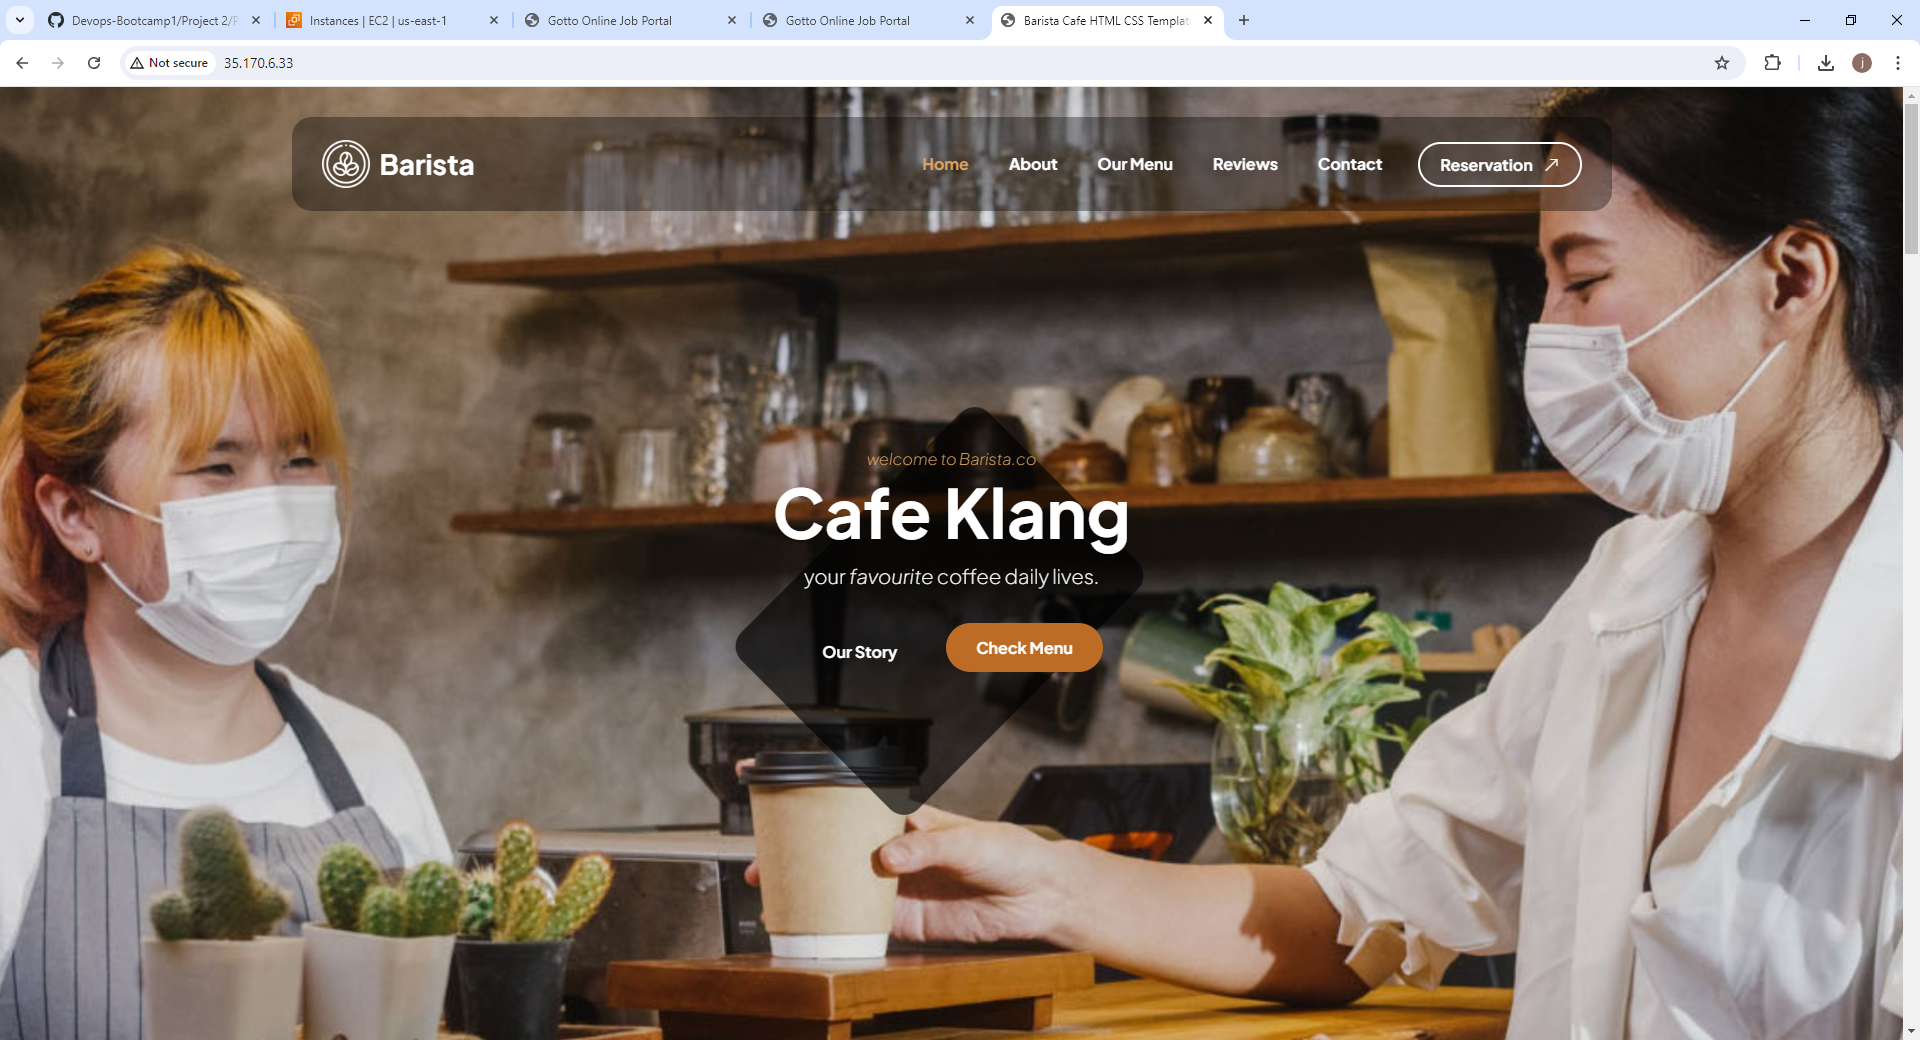 Devops-Bootcamp1/Project 2/P
Instances | EC2 | us-east-1
Gotto Online Job Portal
Gotto Online Job Portal
Barista Cafe HTML CSS Templat
Not secure
35.170.6.33
j
Barista
Home
About
Our Menu
Reviews
Contact
Reservation
welcome to Barista.co
Cafe Klang
your favourite coffee daily lives.
Our Story
Check Menu